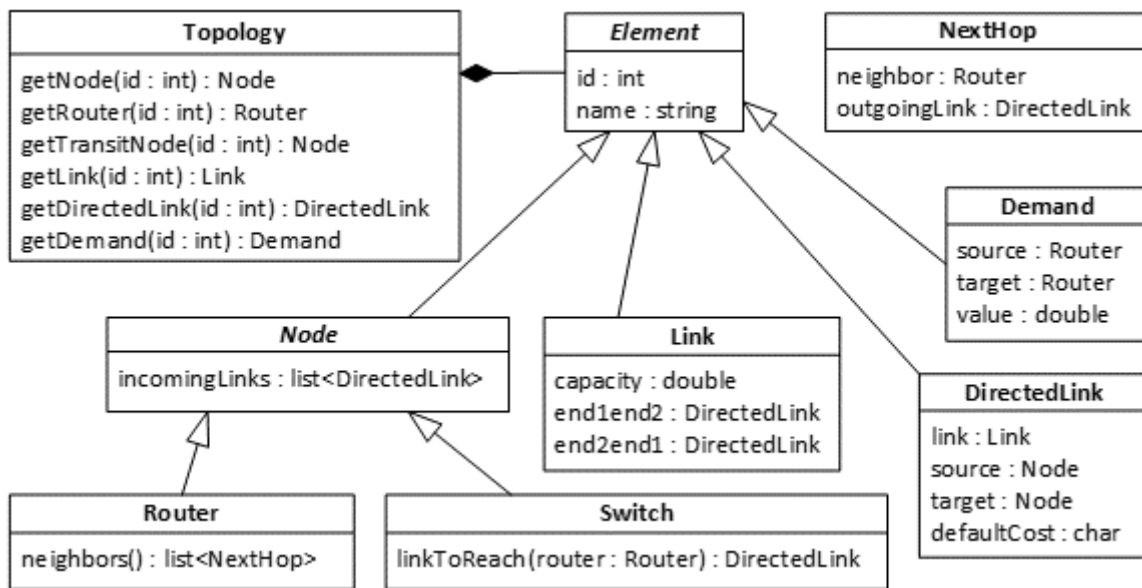 Topology
getNode(id : int) : Node
getRouter(id : int) : Router
getTransitNode(id : int) : Node
getLink(id : int) : Link
getDirectedLink(id : int) : DirectedLink
getDemand(id : int) : Demand
Element
id : int
name : string
NextHop
neighbor : Router
outgoingLink : DirectedLink
Demand
source : Router
target : Router
value : double
Node
incomingLinks : list<DirectedLink>
Link
capacity : double
end1end2 : DirectedLink
end2end1 : DirectedLink
DirectedLink
link : Link
source : Node
target : Node
defaultCost : char
Router
neighbors() : list<NextHop>
Switch
linkToReach(router : Router) : DirectedLink